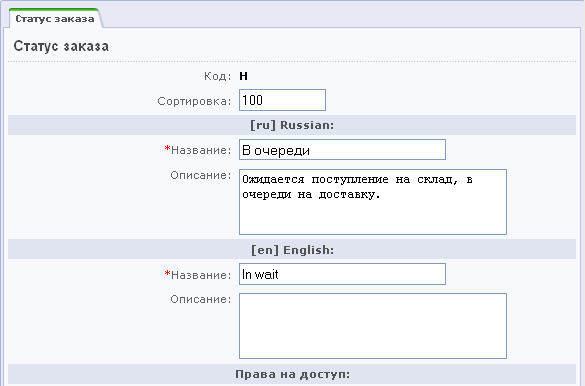 Статус заказа
Статус заказа
Код: H
Сортировка: 100
[ru] Russian:
*Название: В очереди
Описание: Ожидается поступление на склад, в
очереди на доставку.
[en] English:
*Название: In wait
Описание:
Права на доступ: